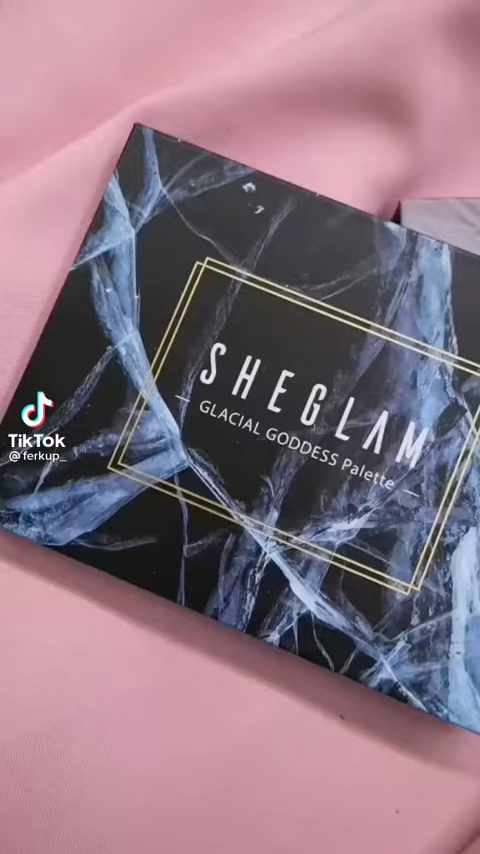 SHEGLAM
— GLACIAL GODDESS Palette —
TikTok
@ferkup_